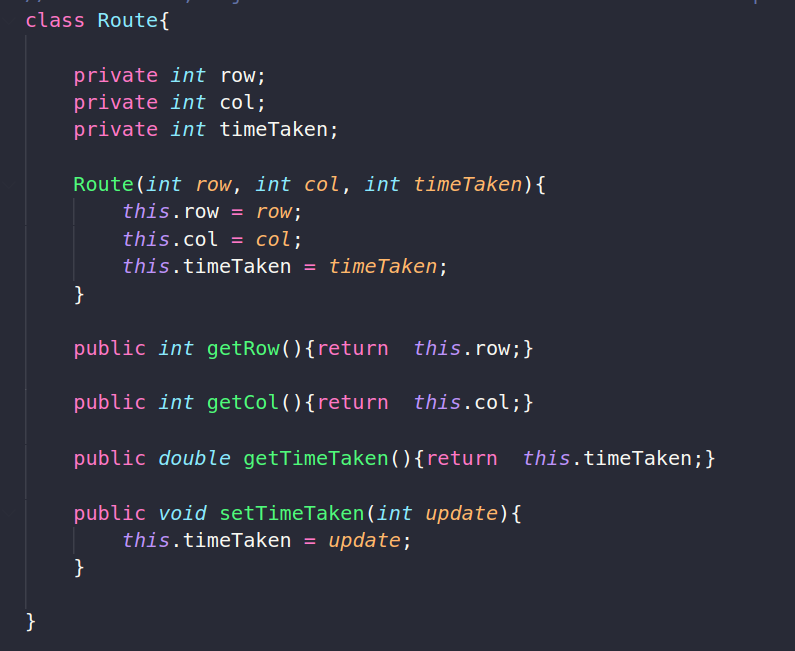 class Route{
    private int row;
    private int col;
    private int timeTaken;
    Route(int row, int col, int timeTaken){
        this.row = row;
        this.col = col;
        this.timeTaken = timeTaken;
    }
    public int getRow(){return  this.row;}
    public int getCol(){return  this.col;}
    public double getTimeTaken(){return  this.timeTaken;}
    public void setTimeTaken(int update){
        this.timeTaken = update;
    }
}